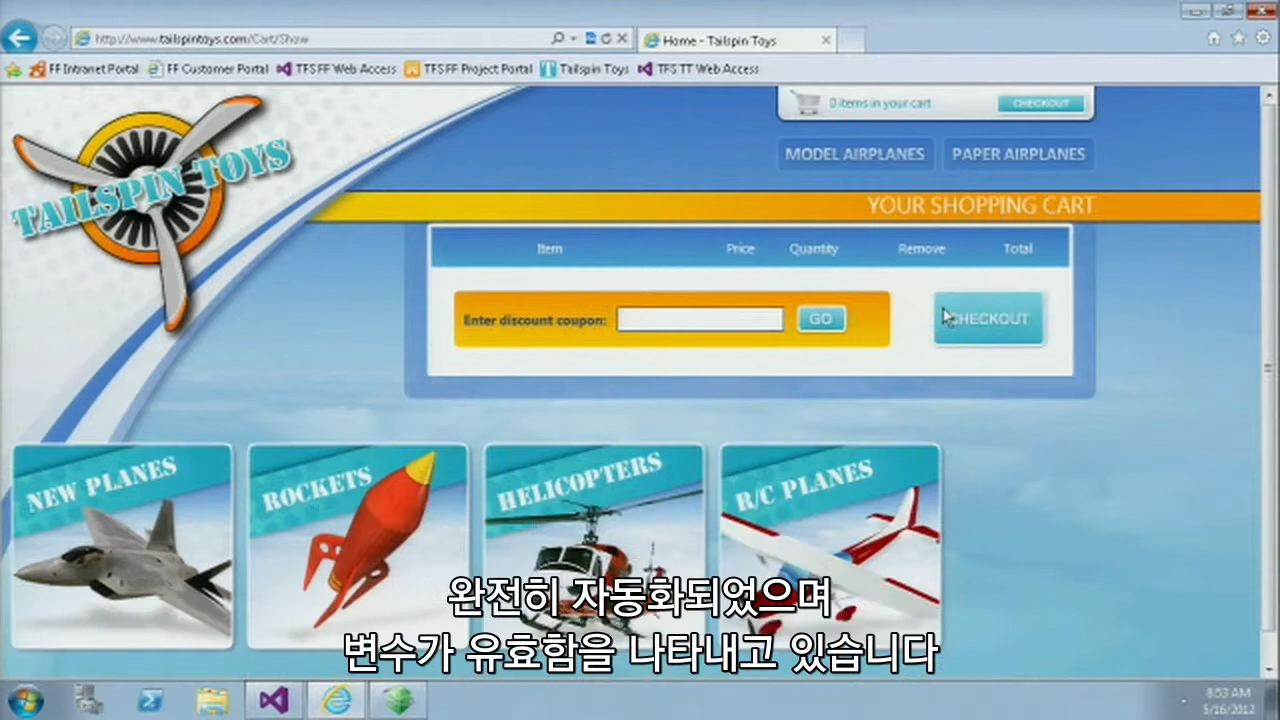 http://www.tailspintoys.com/Cart/Show
Home - Tailspin Toys
FF Intranet Portal
FF Customer Portal
TFS FF Web Access
TFS FF Project Portal
Tailspin Toys
TFS TT Web Access
TAILSPIN TOYS
0 items in your cart
CHECKOUT
MODEL AIRPLANES
PAPER AIRPLANES
YOUR SHOPPING CART
Item Price Quantity Remove Total
Enter discount coupon:
GO
CHECKOUT
NEW PLANES
ROCKETS
HELICOPTERS
R/C PLANES
완전히 자동화되었으며
변수가 유효함을 나타내고 있습니다
8:53 AM
5/16/2012